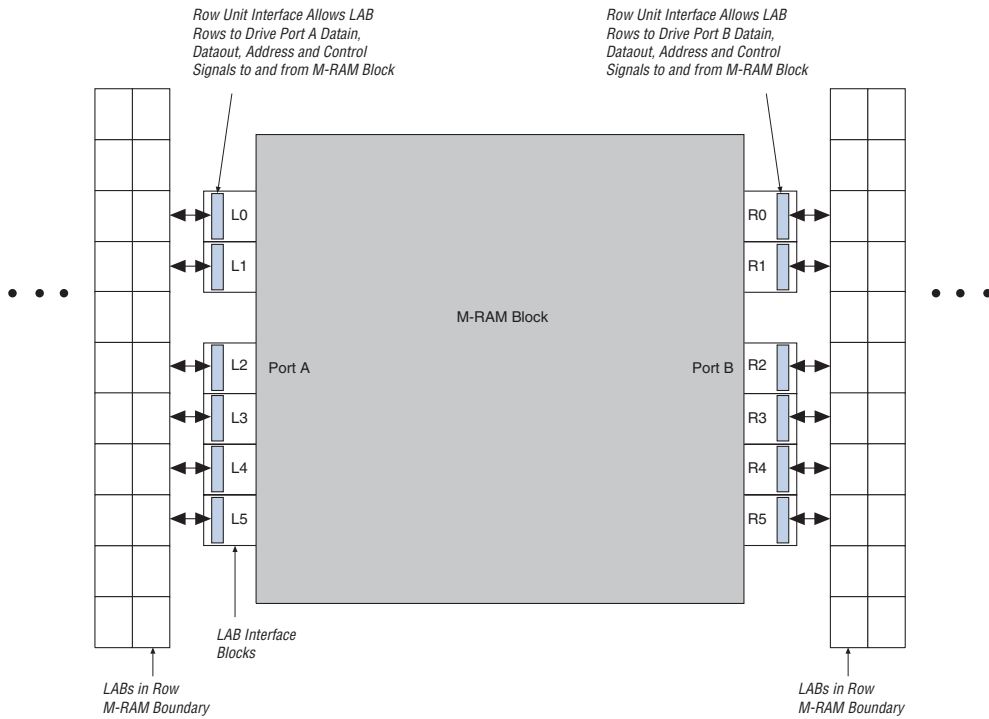 Row Unit Interface Allows LAB
Rows to Drive Port A Datain,
Dataout, Address and Control
Signals to and from M-RAM Block
Row Unit Interface Allows LAB
Rows to Drive Port B Datain,
Dataout, Address and Control
Signals to and from M-RAM Block
L0
R0
L1
R1
M-RAM Block
L2
Port A
Port B
R2
L3
R3
L4
R4
L5
R5
LAB Interface
Blocks
LABs in Row
M-RAM Boundary
LABs in Row
M-RAM Boundary